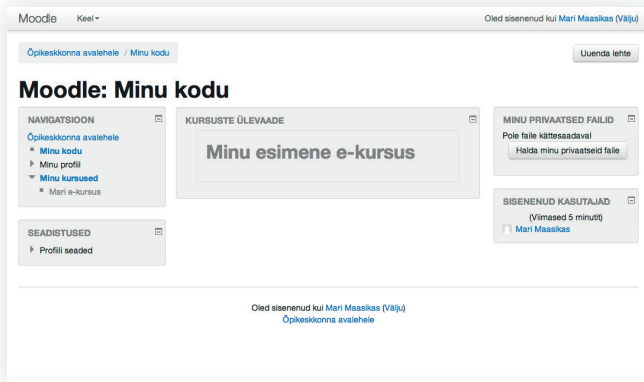 Moodle Keel
Oled sisenenud kui Mari Maasikas (Välju)
Õpikeskkonna avalehele / Minu kodu
Uuenda lehte
Moodle: Minu kodu
NAVIGATSIOON
Õpikeskkonna avalehele
Minu kodu
Minu profiil
Minu kursused
Mari e-kursus
SEADISTUSED
Profiili seaded
KURSUSTE ÜLEVAADE
Minu esimene e-kursus
MINU PRIVAATSED FAILID
Pole faile kättesaadaval
Halda minu privaatseid faile
SISENENUD KASUTAJAD
(Viimased 5 minutit)
Mari Maasikas
Oled sisenenud kui Mari Maasikas (Välju)
Õpikeskkonna avalehele